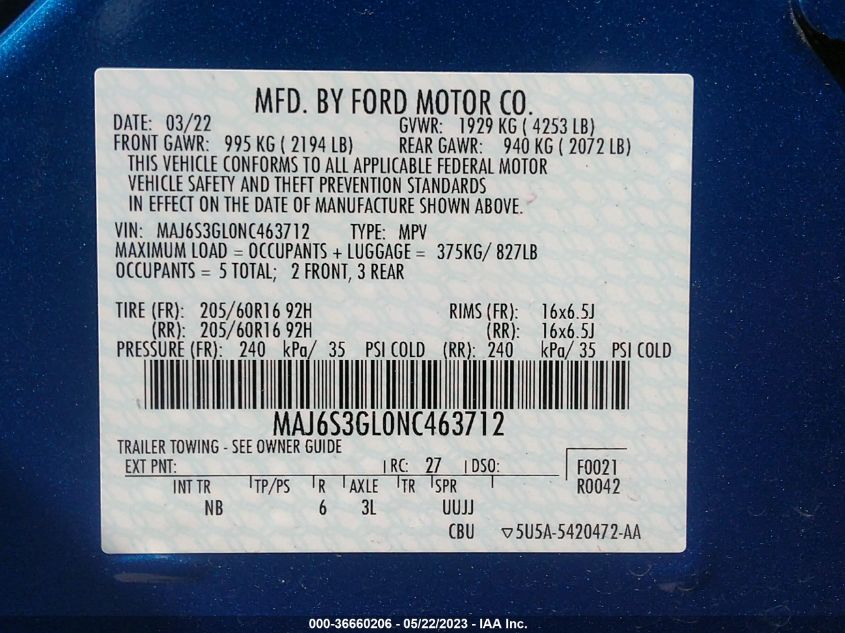 MFD. BY FORD MOTOR CO.
DATE: 03/22 GVWR: 1929 KG ( 4253 LB)
FRONT GAWR: 995 KG ( 2194 LB) REAR GAWR: 940 KG ( 2072 LB)
THIS VEHICLE CONFORMS TO ALL APPLICABLE FEDERAL MOTOR
VEHICLE SAFETY AND THEFT PREVENTION STANDARDS
IN EFFECT ON THE DATE OF MANUFACTURE SHOWN ABOVE.
VIN: MAJ6S3GL0NC463712 TYPE: MPV
MAXIMUM LOAD = OCCUPANTS + LUGGAGE = 375KG/ 827LB
OCCUPANTS = 5 TOTAL; 2 FRONT, 3 REAR
TIRE (FR): 205/60R16 92H RIMS (FR): 16x6.5J
(RR): 205/60R16 92H (RR): 16x6.5J
PRESSURE (FR): 240 kPa/ 35 PSI COLD (RR): 240 kPa/ 35 PSI COLD
MAJ6S3GL0NC463712
TRAILER TOWING - SEE OWNER GUIDE
EXT PNT: RC: 27 DSO: F0021
INT TR TP/PS R AXLE TR SPR R0042
NB 6 3L UUJJ
CBU ▽5U5A-5420472-AA
000-36660206 - 05/22/2023 - IAA Inc.